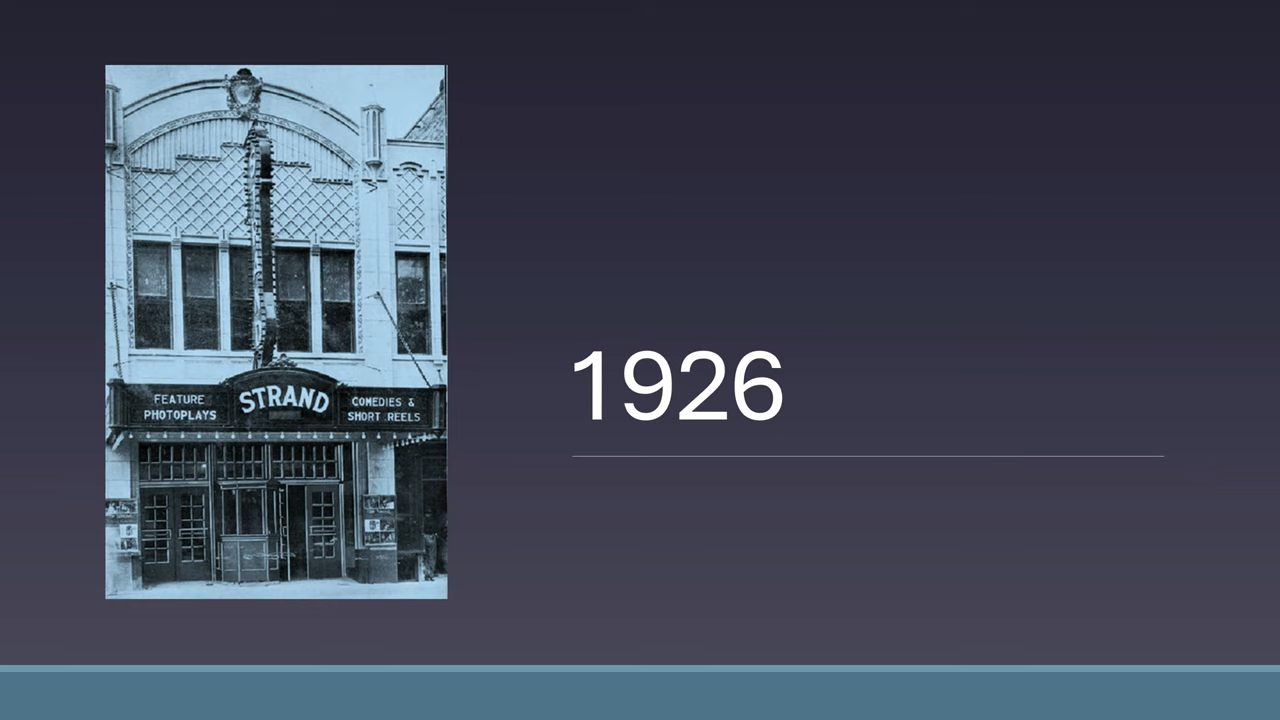 FEATURE
PHOTOPLAYS
STRAND
COMEDIES &
SHORT REELS
1926